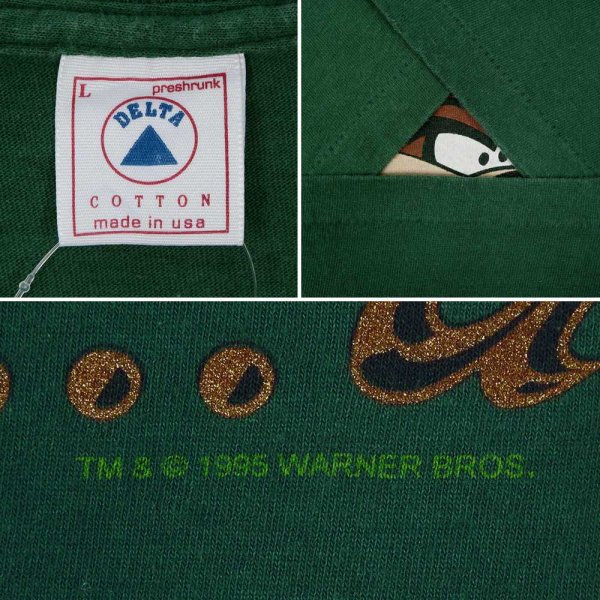 L preshrunk
DELTA
COTTON
made in usa
TM & © 1995 WARNER BROS.